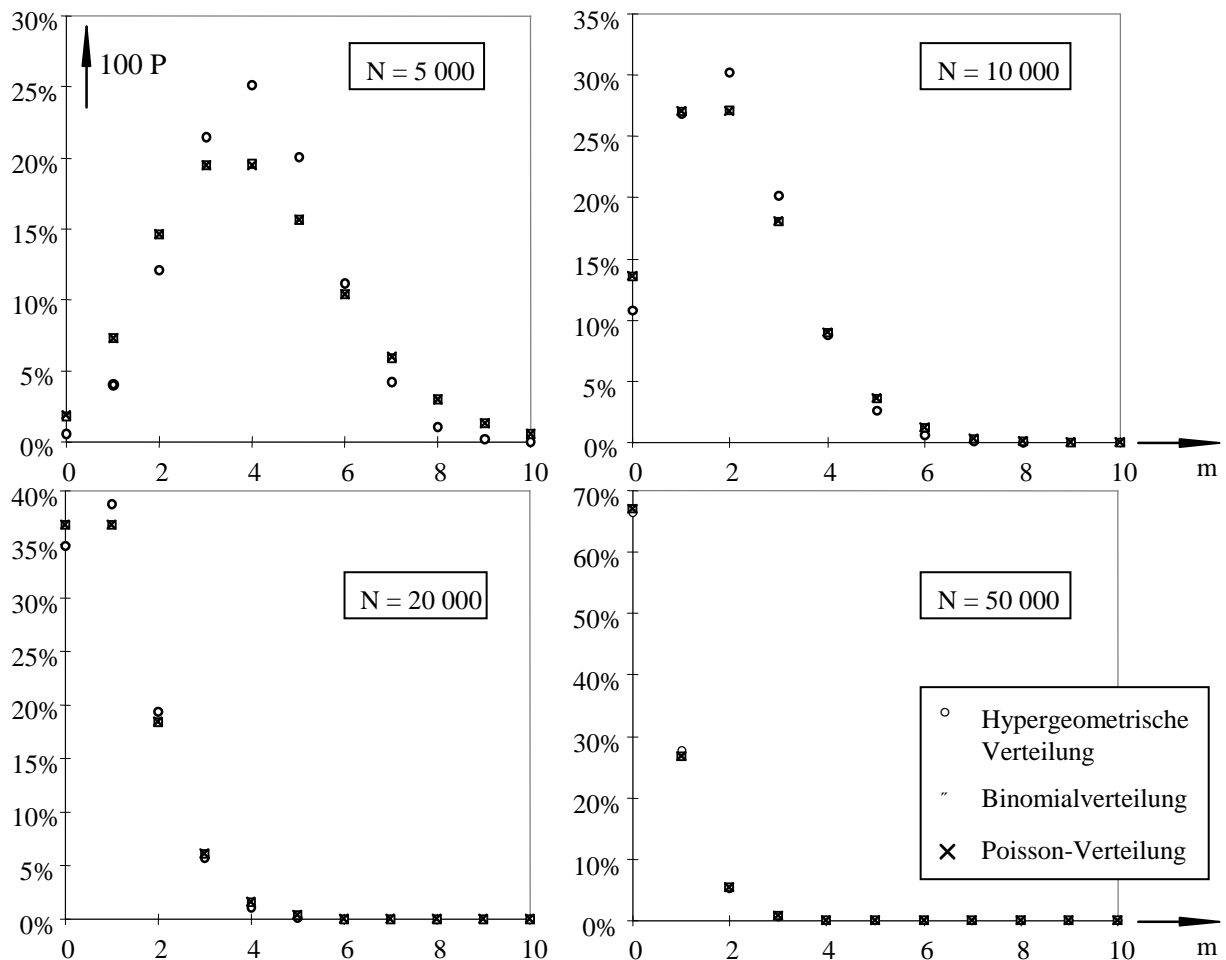 30%
25%
20%
15%
10%
5%
0%
100 P
N = 5 000
0 2 4 6 8 10
35%
30%
25%
20%
15%
10%
5%
0%
N = 10 000
0 2 4 6 8 10
m
40%
35%
30%
25%
20%
15%
10%
5%
0%
N = 20 000
0 2 4 6 8 10
70%
60%
50%
40%
30%
20%
10%
0%
N = 50 000
Hypergeometrische
Verteilung
Binomialverteilung
Poisson-Verteilung
0 2 4 6 8 10
m